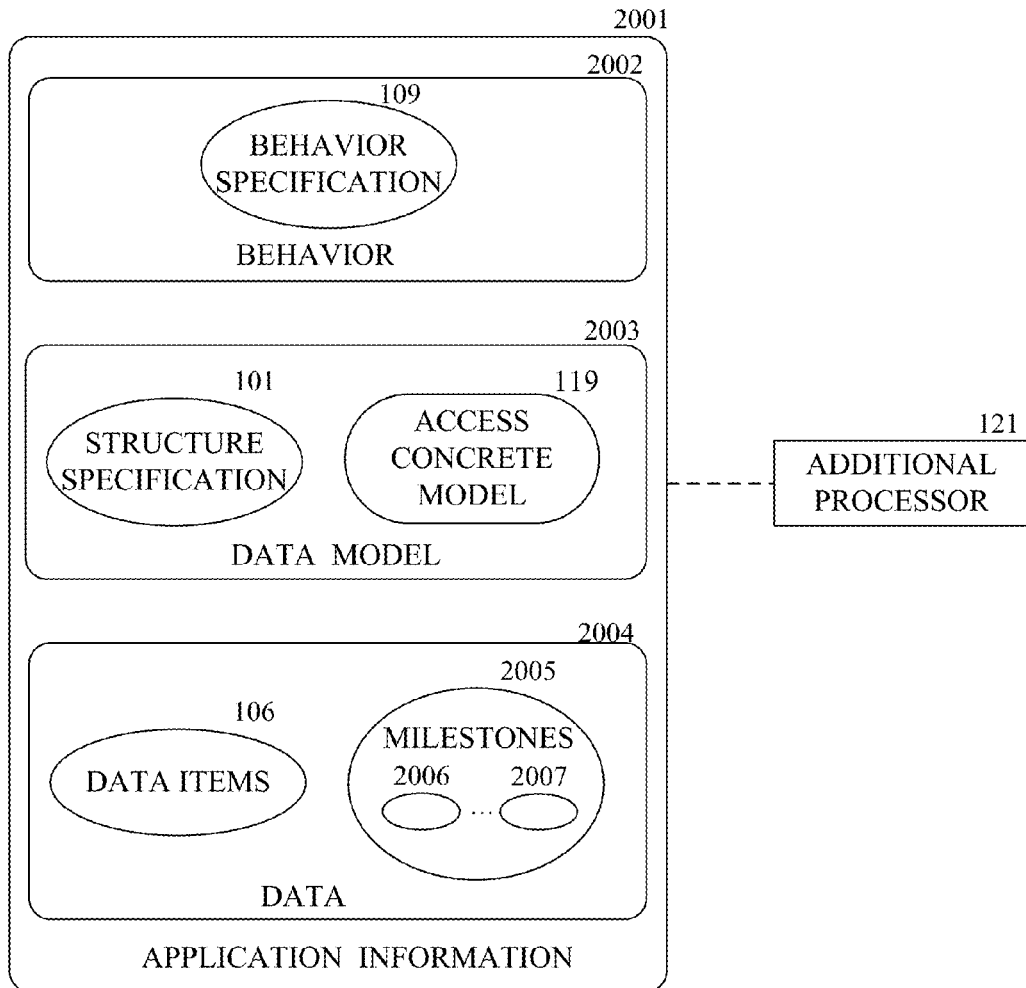 2001
2002
109
BEHAVIOR
SPECIFICATION
BEHAVIOR
2003
101
STRUCTURE
SPECIFICATION
119
ACCESS
CONCRETE
MODEL
DATA MODEL
121
ADDITIONAL
PROCESSOR
2004
106
DATA ITEMS
2005
MILESTONES
2006 2007
...
DATA
APPLICATION INFORMATION